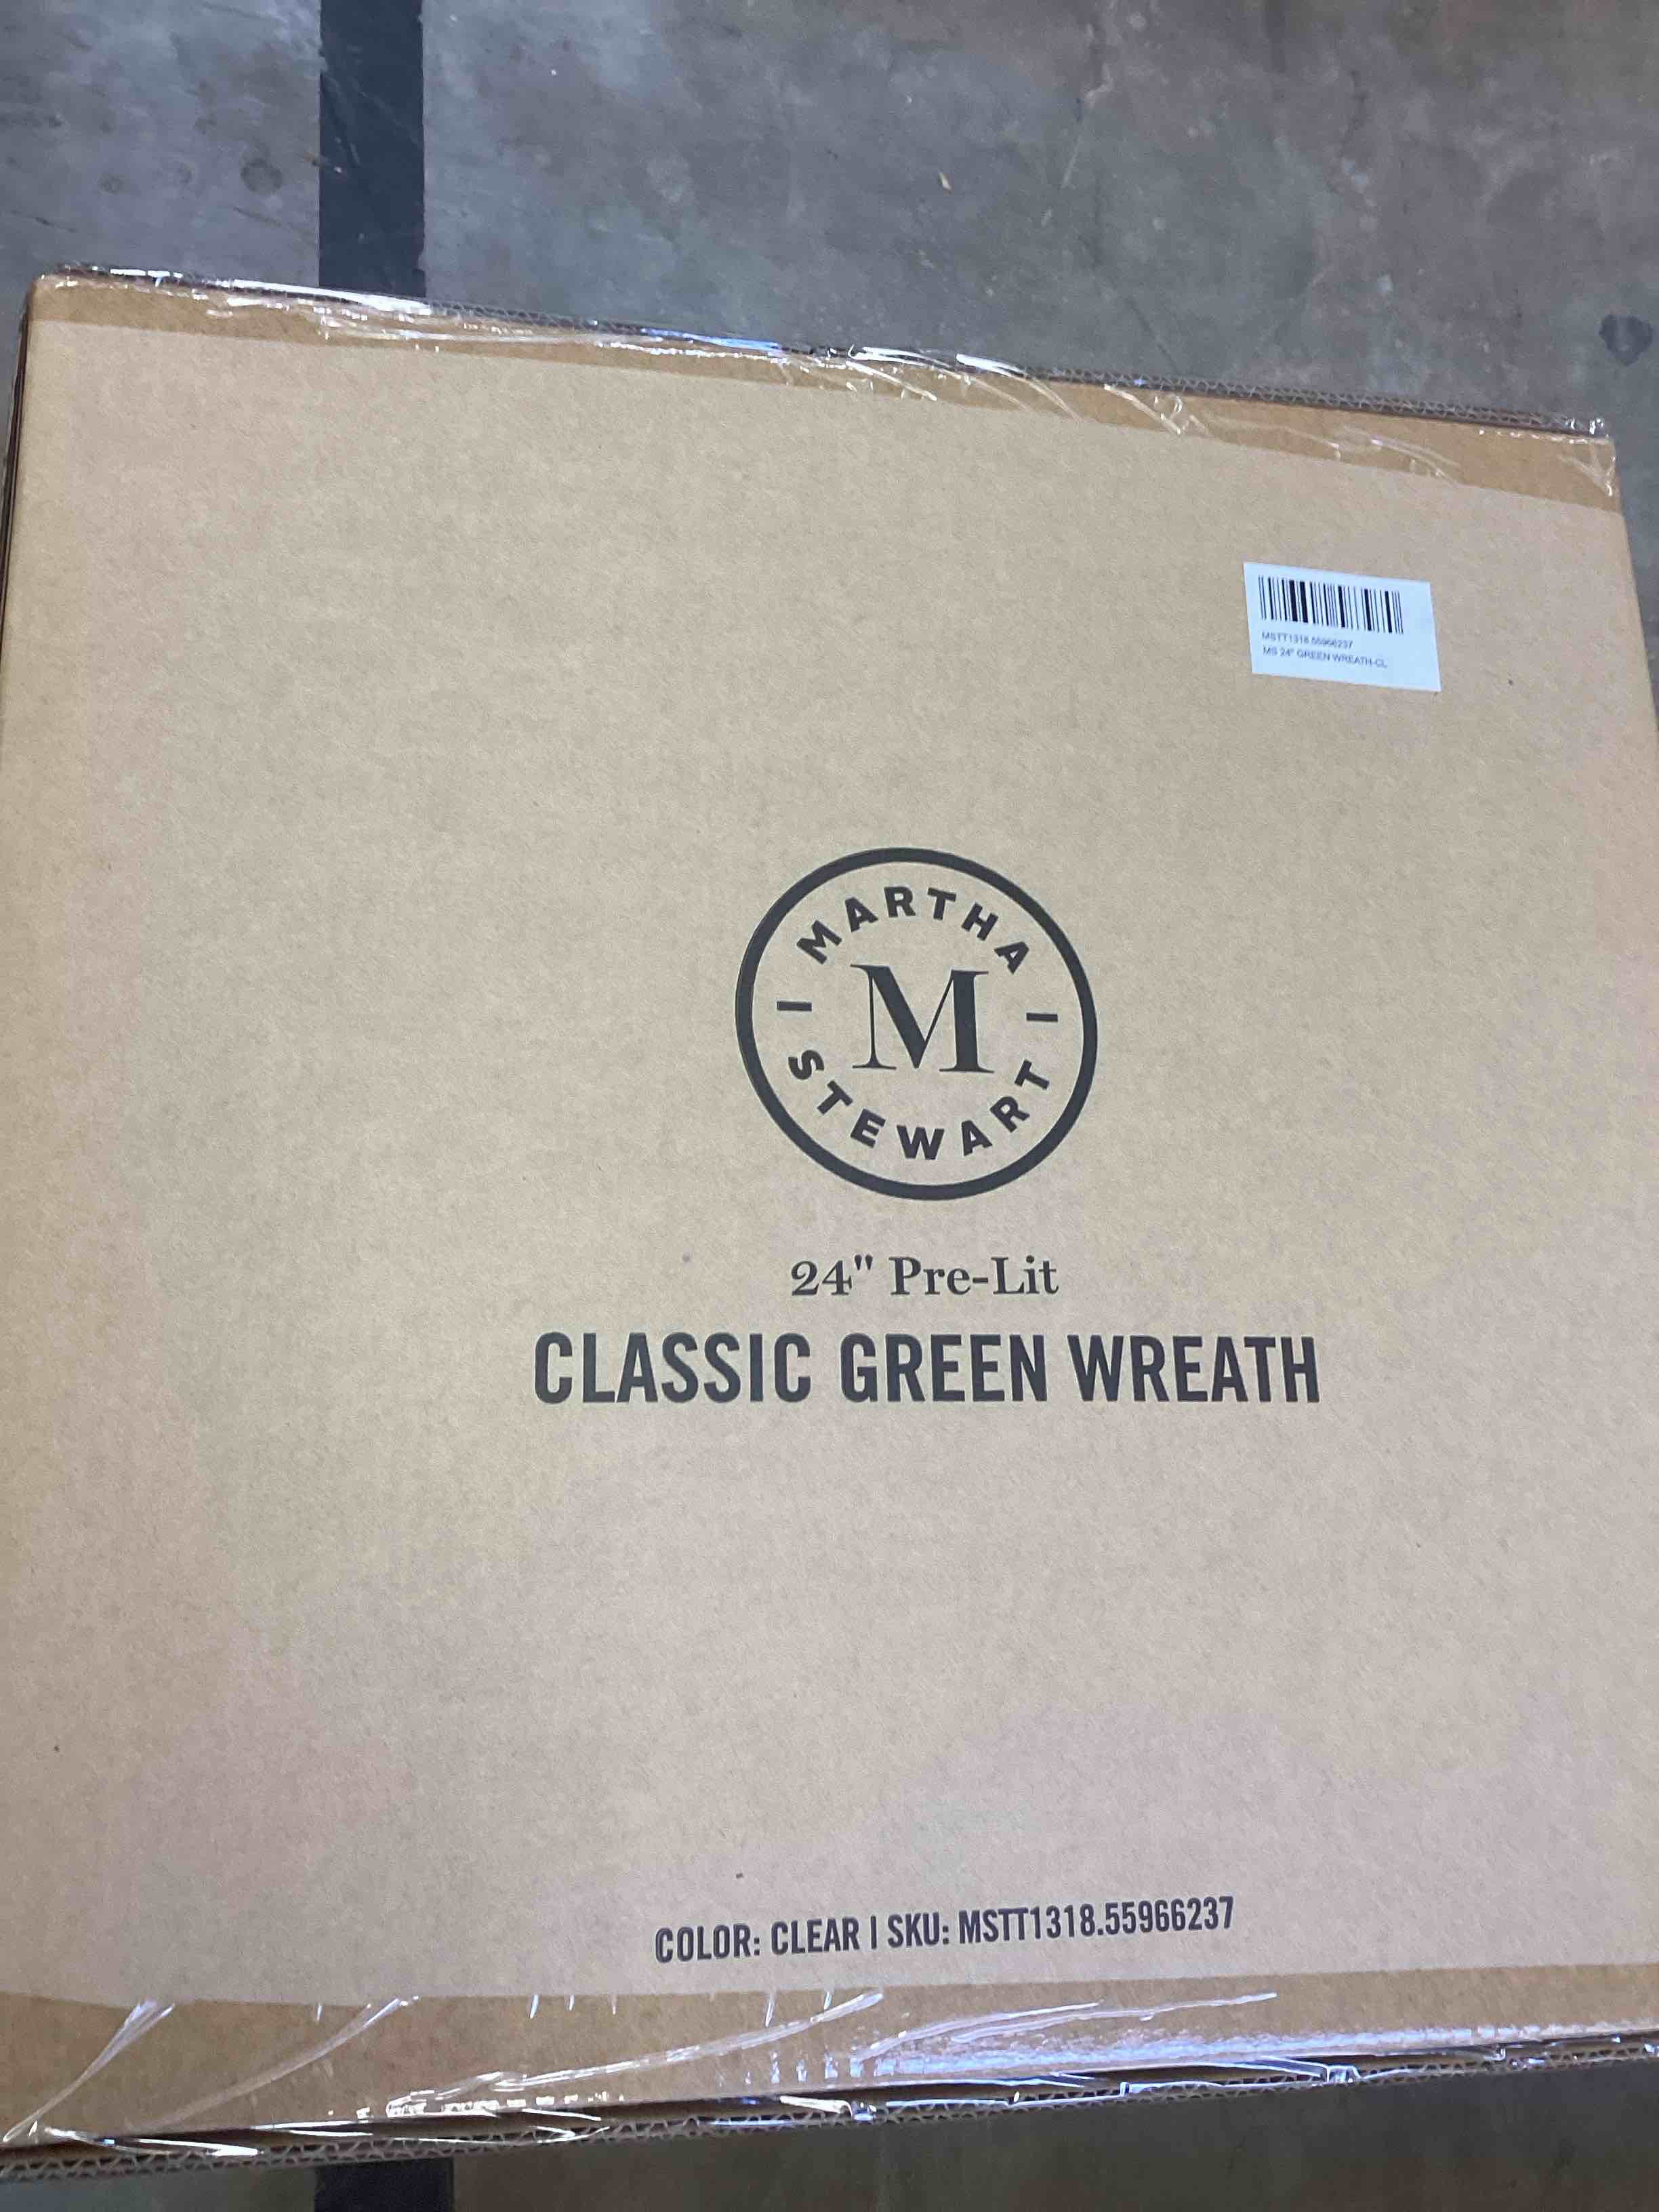 MSTT1318.55966237
MS 24" GREEN WREATH-CL
MARTHA
M
STEWART
24" Pre-Lit
CLASSIC GREEN WREATH
COLOR: CLEAR | SKU: MSTT1318.55966237